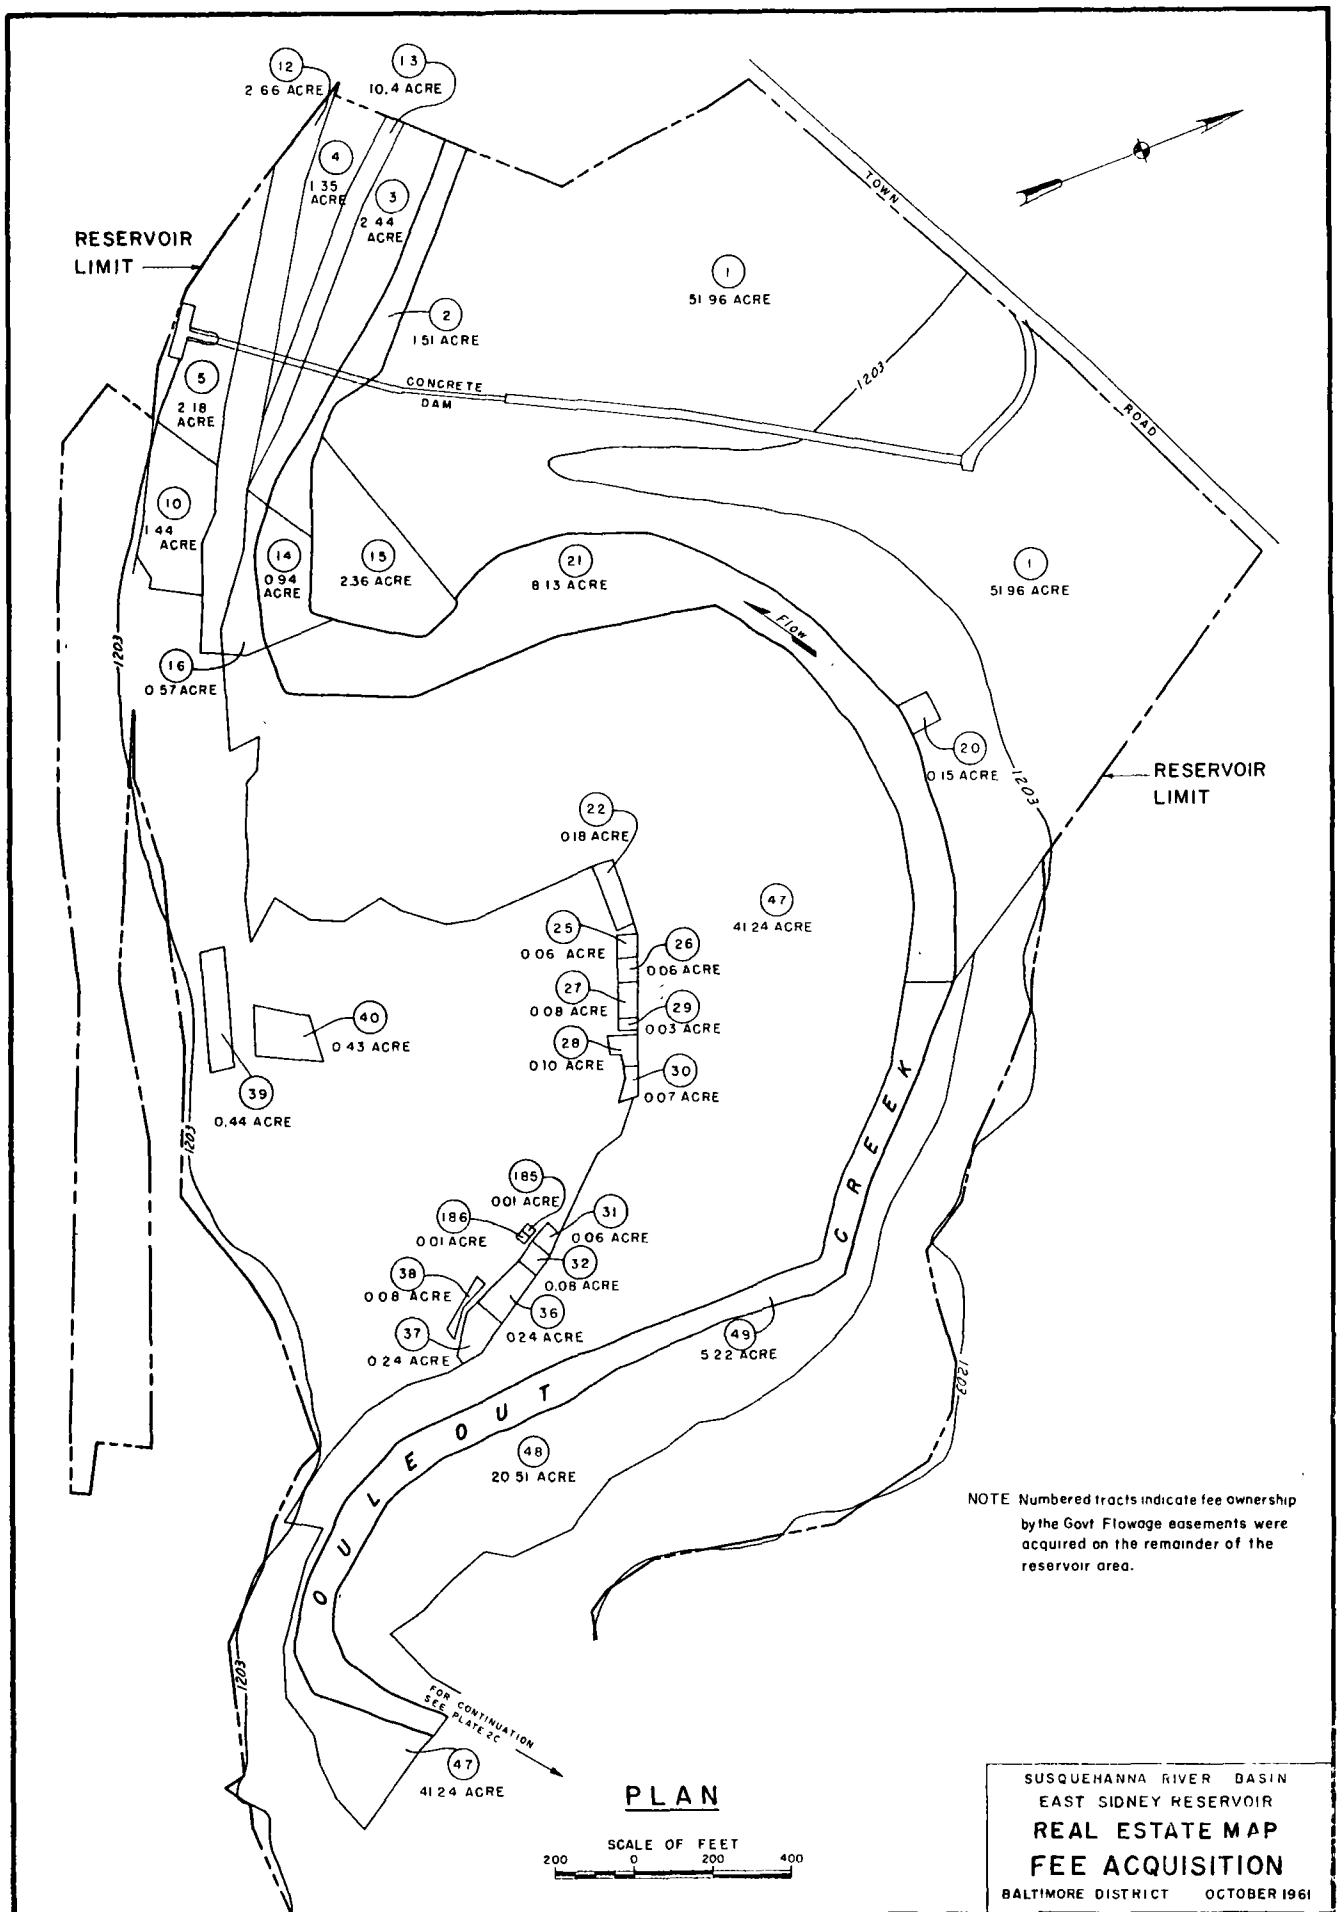 12
2 66 ACRE
13
10.4 ACRE
4
1 35
ACRE
3
2 44
ACRE
RESERVOIR
LIMIT
TOWN
ROAD
1
51 96 ACRE
2
1 51 ACRE
1203
5
2 18
ACRE
CONCRETE
DAM
10
1 44
ACRE
14
0 94
ACRE
15
2.36 ACRE
21
8 13 ACRE
1
51 96 ACRE
Flow
1203
16
0 57 ACRE
20
0 15 ACRE
1203
RESERVOIR
LIMIT
22
0 18 ACRE
47
41 24 ACRE
25
0 06 ACRE
26
0 06 ACRE
27
0 08 ACRE
29
0 03 ACRE
28
0 10 ACRE
30
0 07 ACRE
40
0 43 ACRE
39
0.44 ACRE
1203
CREEK
185
0 01 ACRE
186
0 01 ACRE
31
0 06 ACRE
32
0.08 ACRE
38
0 08 ACRE
36
0 24 ACRE
37
0 24 ACRE
49
5 22 ACRE
1203
OULEOUT
48
20 51 ACRE
NOTE Numbered tracts indicate fee ownership
by the Govt Flowage easements were
acquired on the remainder of the
reservoir area.
1203
FOR CONTINUATION
SEE PLATE 2C
47
41 24 ACRE
PLAN
SCALE OF FEET
200 0 200 400
SUSQUEHANNA RIVER BASIN
EAST SIDNEY RESERVOIR
REAL ESTATE MAP
FEE ACQUISITION
BALTIMORE DISTRICT OCTOBER 1961